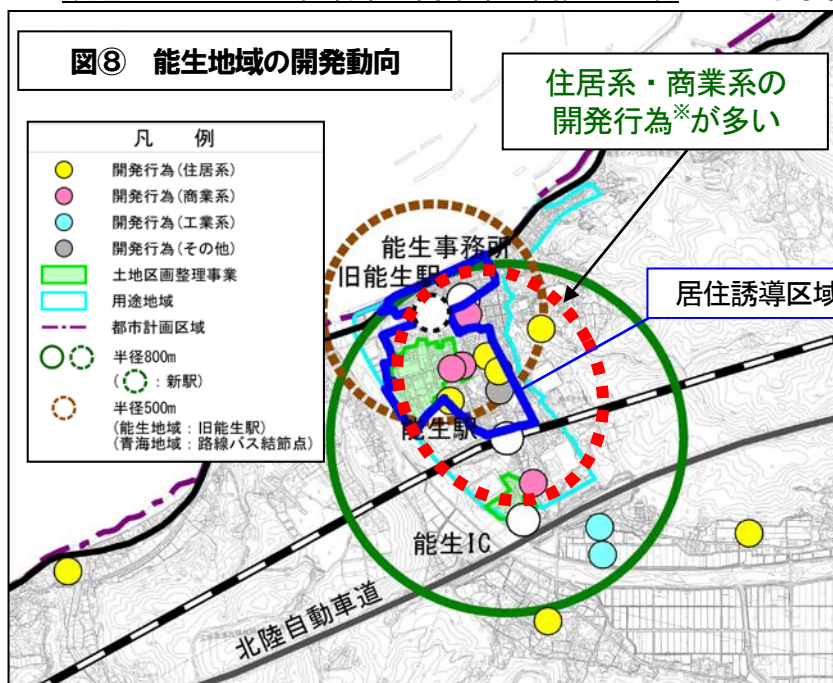 図⑧　能生地域の開発動向
住居系・商業系の
開発行為※が多い
凡　例
開発行為(住居系)
開発行為(商業系)
開発行為(工業系)
開発行為(その他)
土地区画整理事業
用途地域
都市計画区域
半径800m
(　：新駅)
半径500m
(能生地域：旧能生駅)
(青海地域：路線バス結節点)
能生事務所
旧能生駅
居住誘導区域
能生駅
能生IC
北陸自動車道